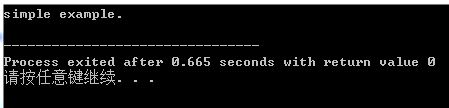 simple example.
--------------------------------
Process exited after 0.665 seconds with return value 0
请按任意键继续. . .